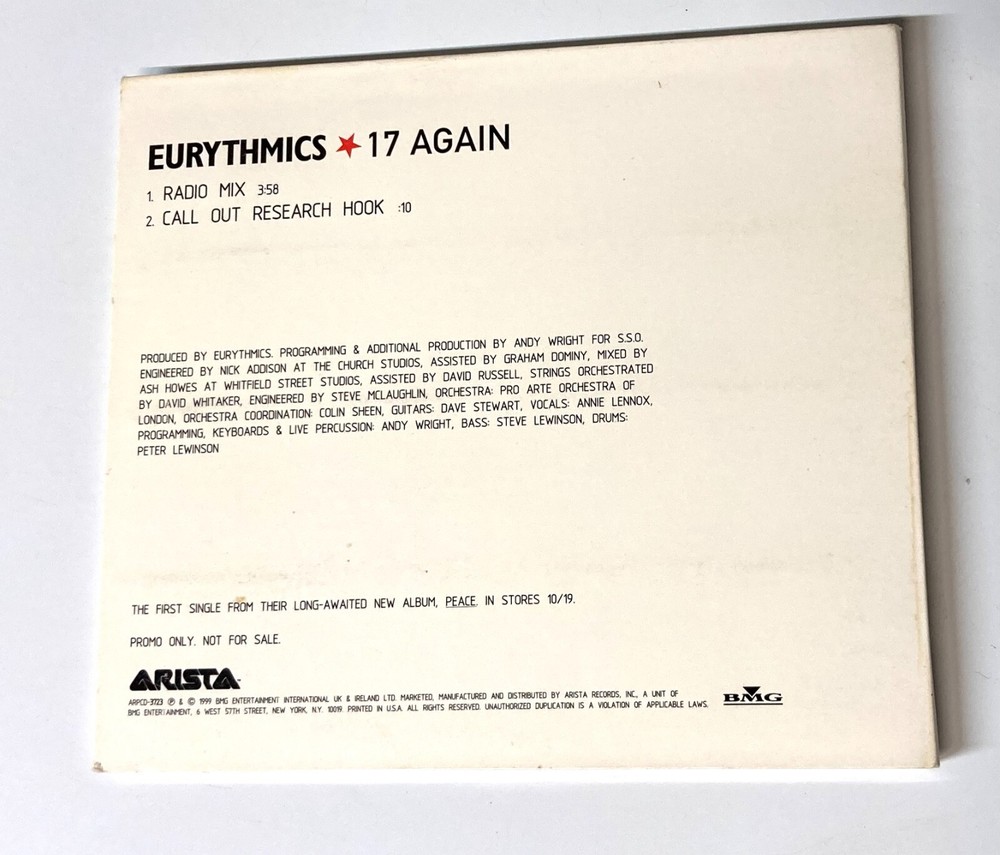 EURYTHMICS ★ 17 AGAIN
1. RADIO MIX 3:58
2. CALL OUT RESEARCH HOOK :10
PRODUCED BY EURYTHMICS. PROGRAMMING & ADDITIONAL PRODUCTION BY ANDY WRIGHT FOR S.S.O.
ENGINEERED BY NICK ADDISON AT THE CHURCH STUDIOS, ASSISTED BY GRAHAM DOMINY, MIXED BY
ASH HOWES AT WHITFIELD STREET STUDIOS, ASSISTED BY DAVID RUSSELL, STRINGS ORCHESTRATED
BY DAVID WHITAKER, ENGINEERED BY STEVE MCLAUGHLIN, ORCHESTRA: PRO ARTE ORCHESTRA OF
LONDON, ORCHESTRA COORDINATION: COLIN SHEEN, GUITARS: DAVE STEWART, VOCALS: ANNIE LENNOX,
PROGRAMMING, KEYBOARDS & LIVE PERCUSSION: ANDY WRIGHT, BASS: STEVE LEWINSON, DRUMS:
PETER LEWINSON
THE FIRST SINGLE FROM THEIR LONG-AWAITED NEW ALBUM, PEACE, IN STORES 10/19.
PROMO ONLY. NOT FOR SALE.
ARISTA
ARPCD-3723 ℗ & © 1999 BMG ENTERTAINMENT INTERNATIONAL UK & IRELAND LTD. MARKETED, MANUFACTURED AND DISTRIBUTED BY ARISTA RECORDS, INC., A UNIT OF
BMG ENTERTAINMENT, 6 WEST 57TH STREET, NEW YORK, N.Y. 10019. PRINTED IN U.S.A. ALL RIGHTS RESERVED. UNAUTHORIZED DUPLICATION IS A VIOLATION OF APPLICABLE LAWS.
BMG